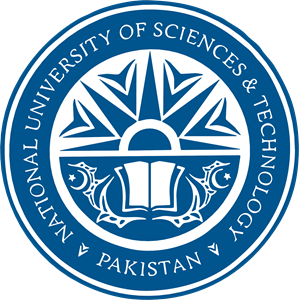 NATIONAL UNIVERSITY OF SCIENCES & TECHNOLOGY
PAKISTAN